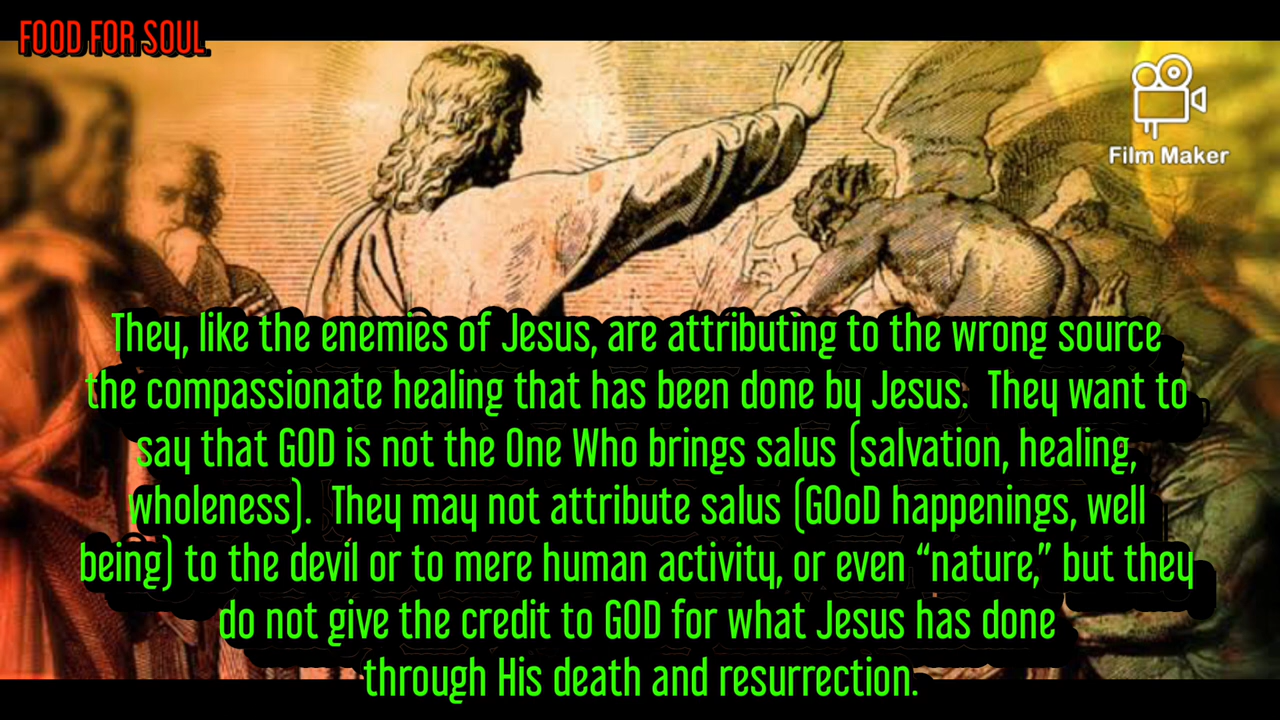 FOOD FOR SOUL
Film Maker
They, like the enemies of Jesus, are attributing to the wrong source
the compassionate healing that has been done by Jesus.  They want to
say that GOD is not the One Who brings salus (salvation, healing,
wholeness).  They may not attribute salus (GOoD happenings, well
being) to the devil or to mere human activity, or even “nature,” but they
do not give the credit to GOD for what Jesus has done
through His death and resurrection.